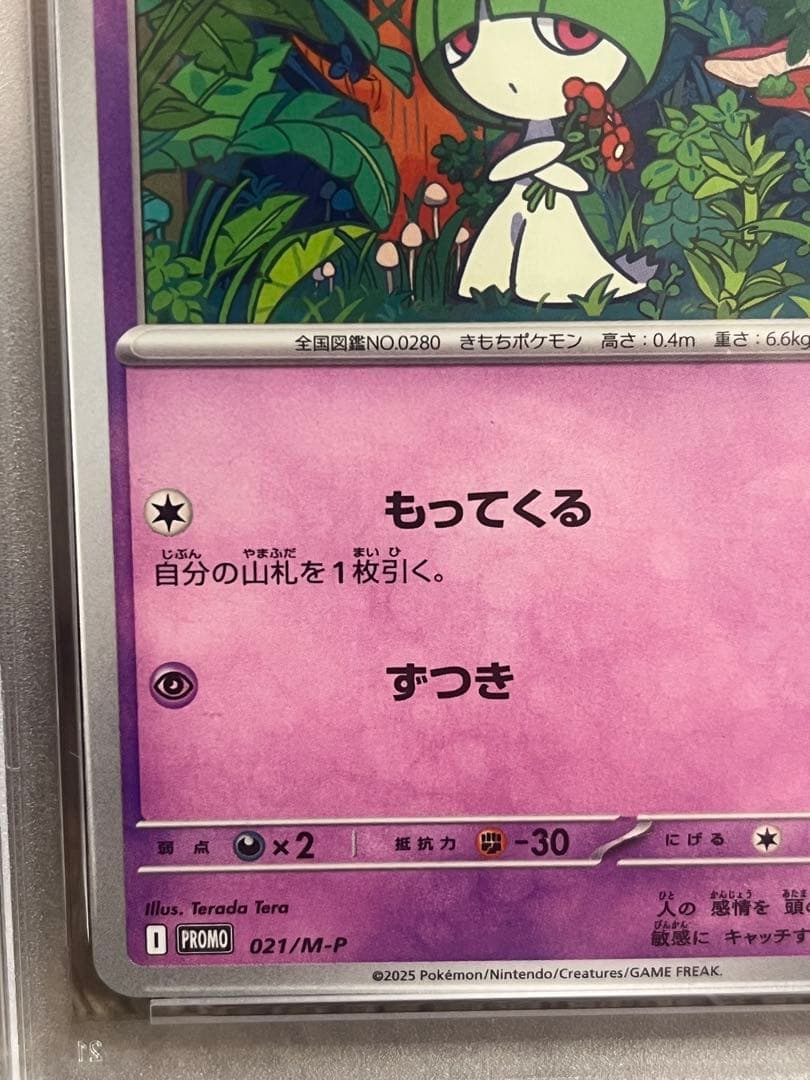 全国図鑑NO.0280 きもちポケモン 高さ:0.4m 重さ:6.6kg
もってくる
じぶん やまふだ まい ひ
自分の山札を1枚引く。
ずつき
弱点 ×2 抵抗力 -30 にげる
Illus. Terada Tera
ひと かんじょう あたま
人の 感情を 頭の
びんかん
敏感に キャッチす
I PROMO 021/M-P
©2025 Pokémon/Nintendo/Creatures/GAME FREAK.
21